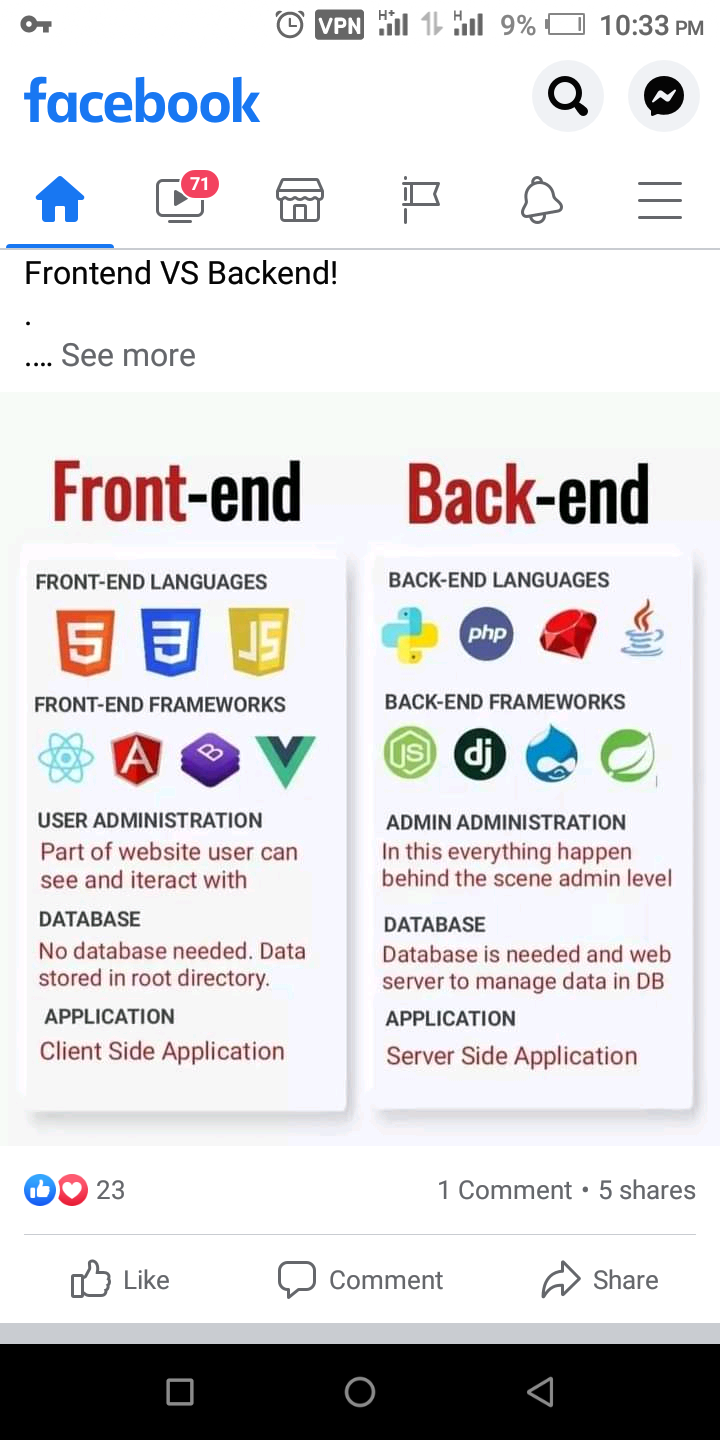 VPN H+ H 9% 10:33 PM
facebook
71
Frontend VS Backend!
.
.... See more
Front-end
FRONT-END LANGUAGES
5 3 JS
FRONT-END FRAMEWORKS
A B
USER ADMINISTRATION
Part of website user can
see and iteract with
DATABASE
No database needed. Data
stored in root directory.
APPLICATION
Client Side Application
Back-end
BACK-END LANGUAGES
php
BACK-END FRAMEWORKS
JS dj
ADMIN ADMINISTRATION
In this everything happen
behind the scene admin level
DATABASE
Database is needed and web
server to manage data in DB
APPLICATION
Server Side Application
23 1 Comment • 5 shares
Like Comment Share